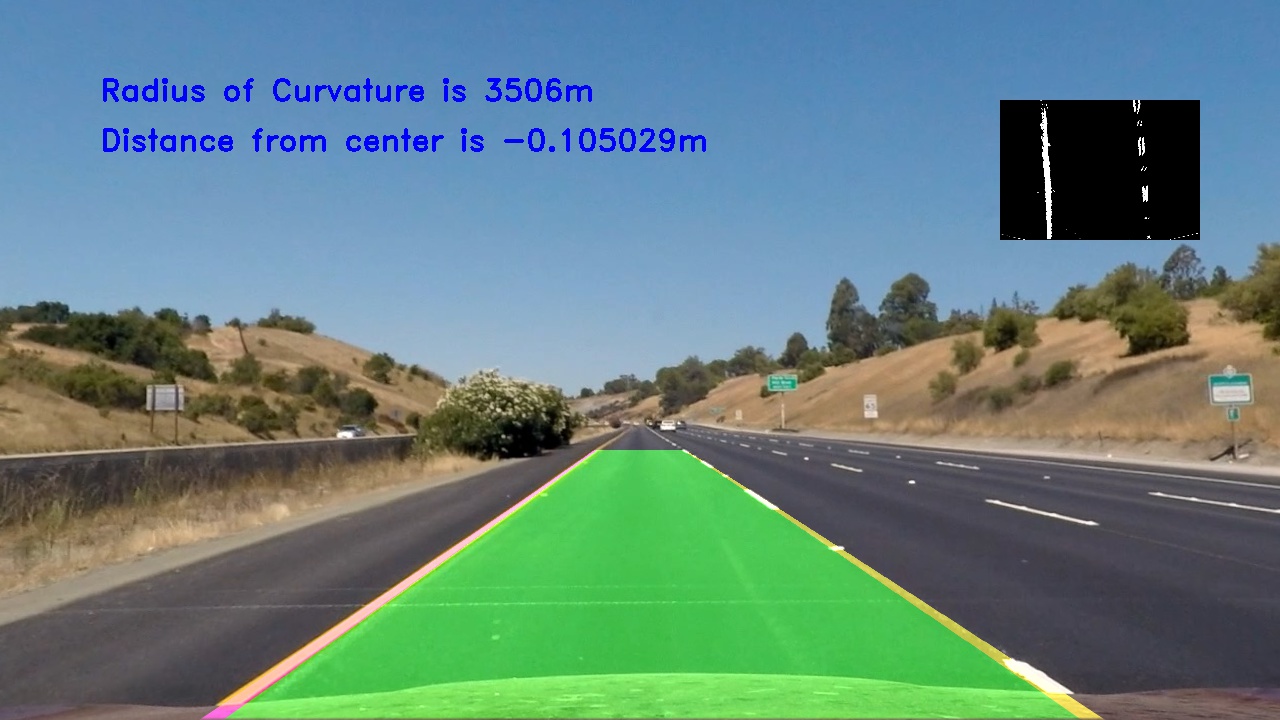 Radius of Curvature is 3506m
Distance from center is -0.105029m